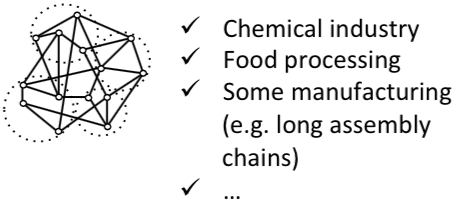 ✓ Chemical industry
✓ Food processing
✓ Some manufacturing
(e.g. long assembly
chains)
✓ ...